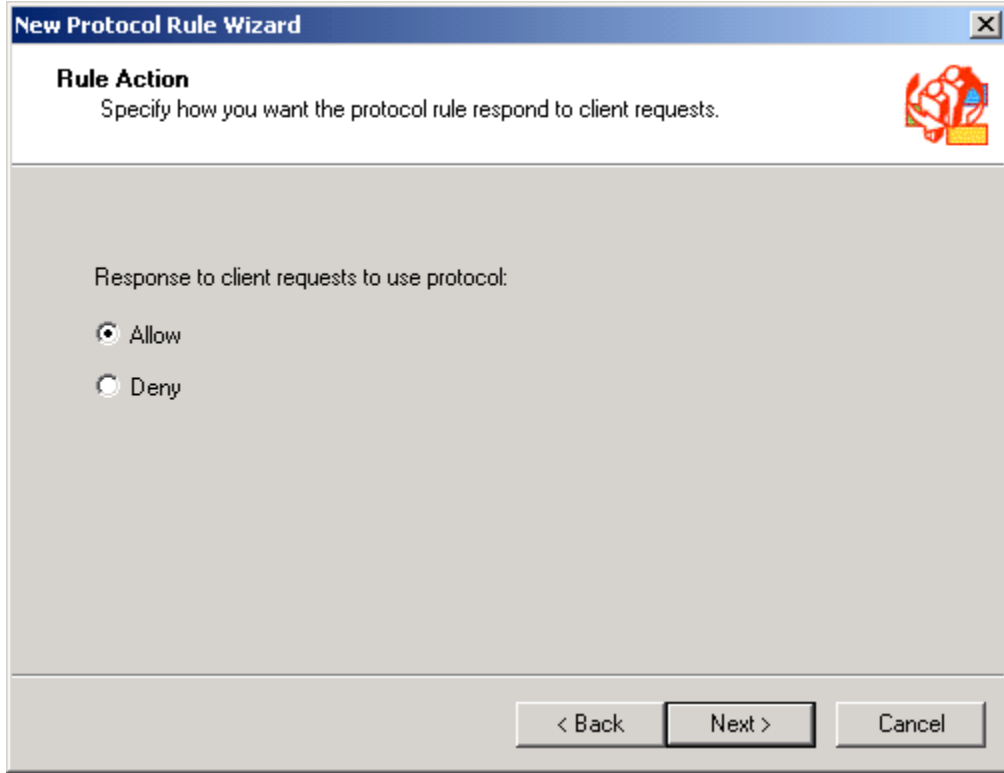 New Protocol Rule Wizard
Rule Action
Specify how you want the protocol rule respond to client requests.
Response to client requests to use protocol:
Allow
Deny
< Back Next > Cancel